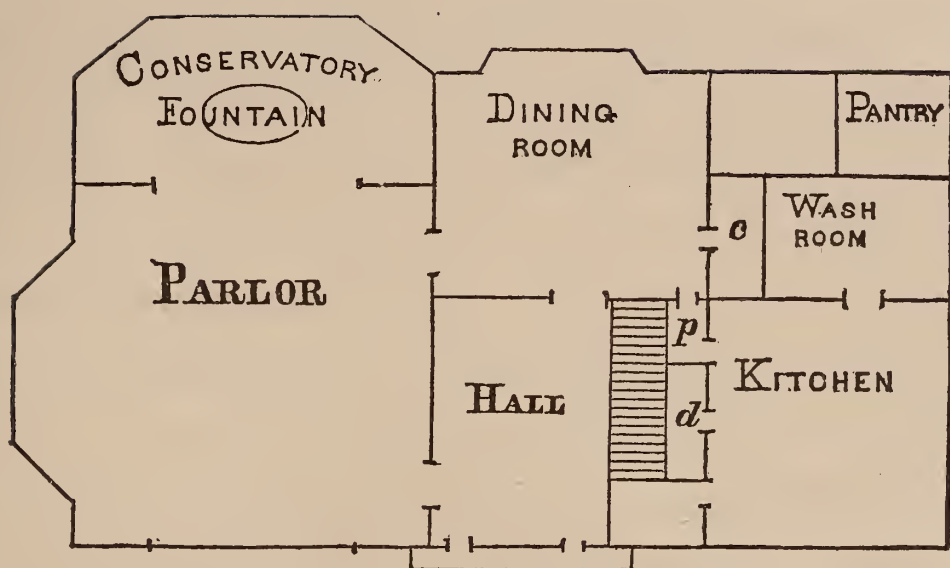 CONSERVATORY
FOUNTAIN
DINING
ROOM
PANTRY
WASH
ROOM
c
PARLOR
p
KITCHEN
HALL
d